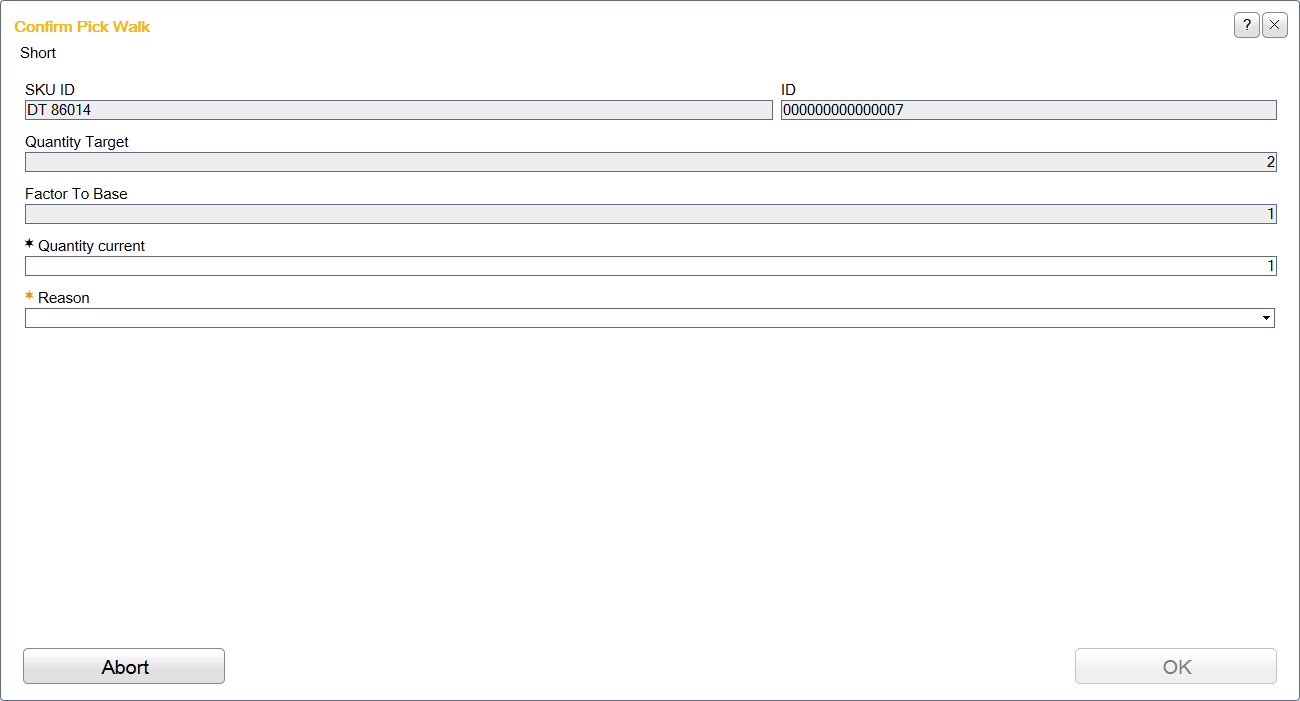 Confirm Pick Walk
?
Short
SKU ID ID
DT 86014 000000000000007
Quantity Target
2
Factor To Base
1
* Quantity current
1
* Reason
Abort OK